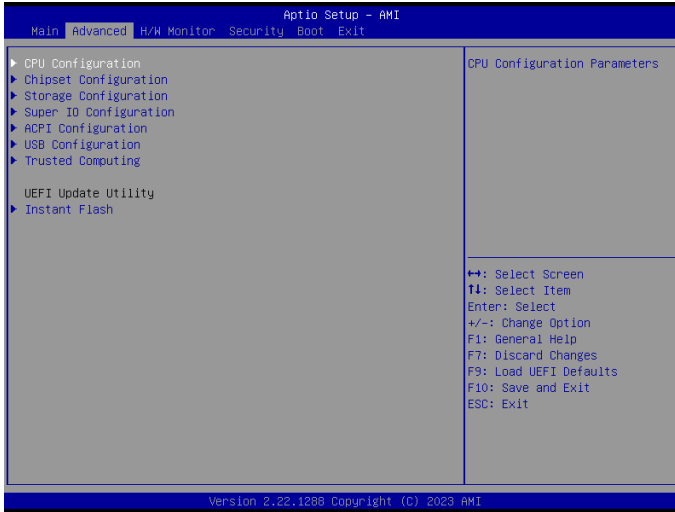 Aptio Setup - AMI
Main Advanced H/W Monitor Security Boot Exit
▶ CPU Configuration
▶ Chipset Configuration
▶ Storage Configuration
▶ Super IO Configuration
▶ ACPI Configuration
▶ USB Configuration
▶ Trusted Computing
UEFI Update Utility
▶ Instant Flash
CPU Configuration Parameters
↔: Select Screen
↑↓: Select Item
Enter: Select
+/-: Change Option
F1: General Help
F7: Discard Changes
F9: Load UEFI Defaults
F10: Save and Exit
ESC: Exit
Version 2.22.1288 Copyright (C) 2023 AMI